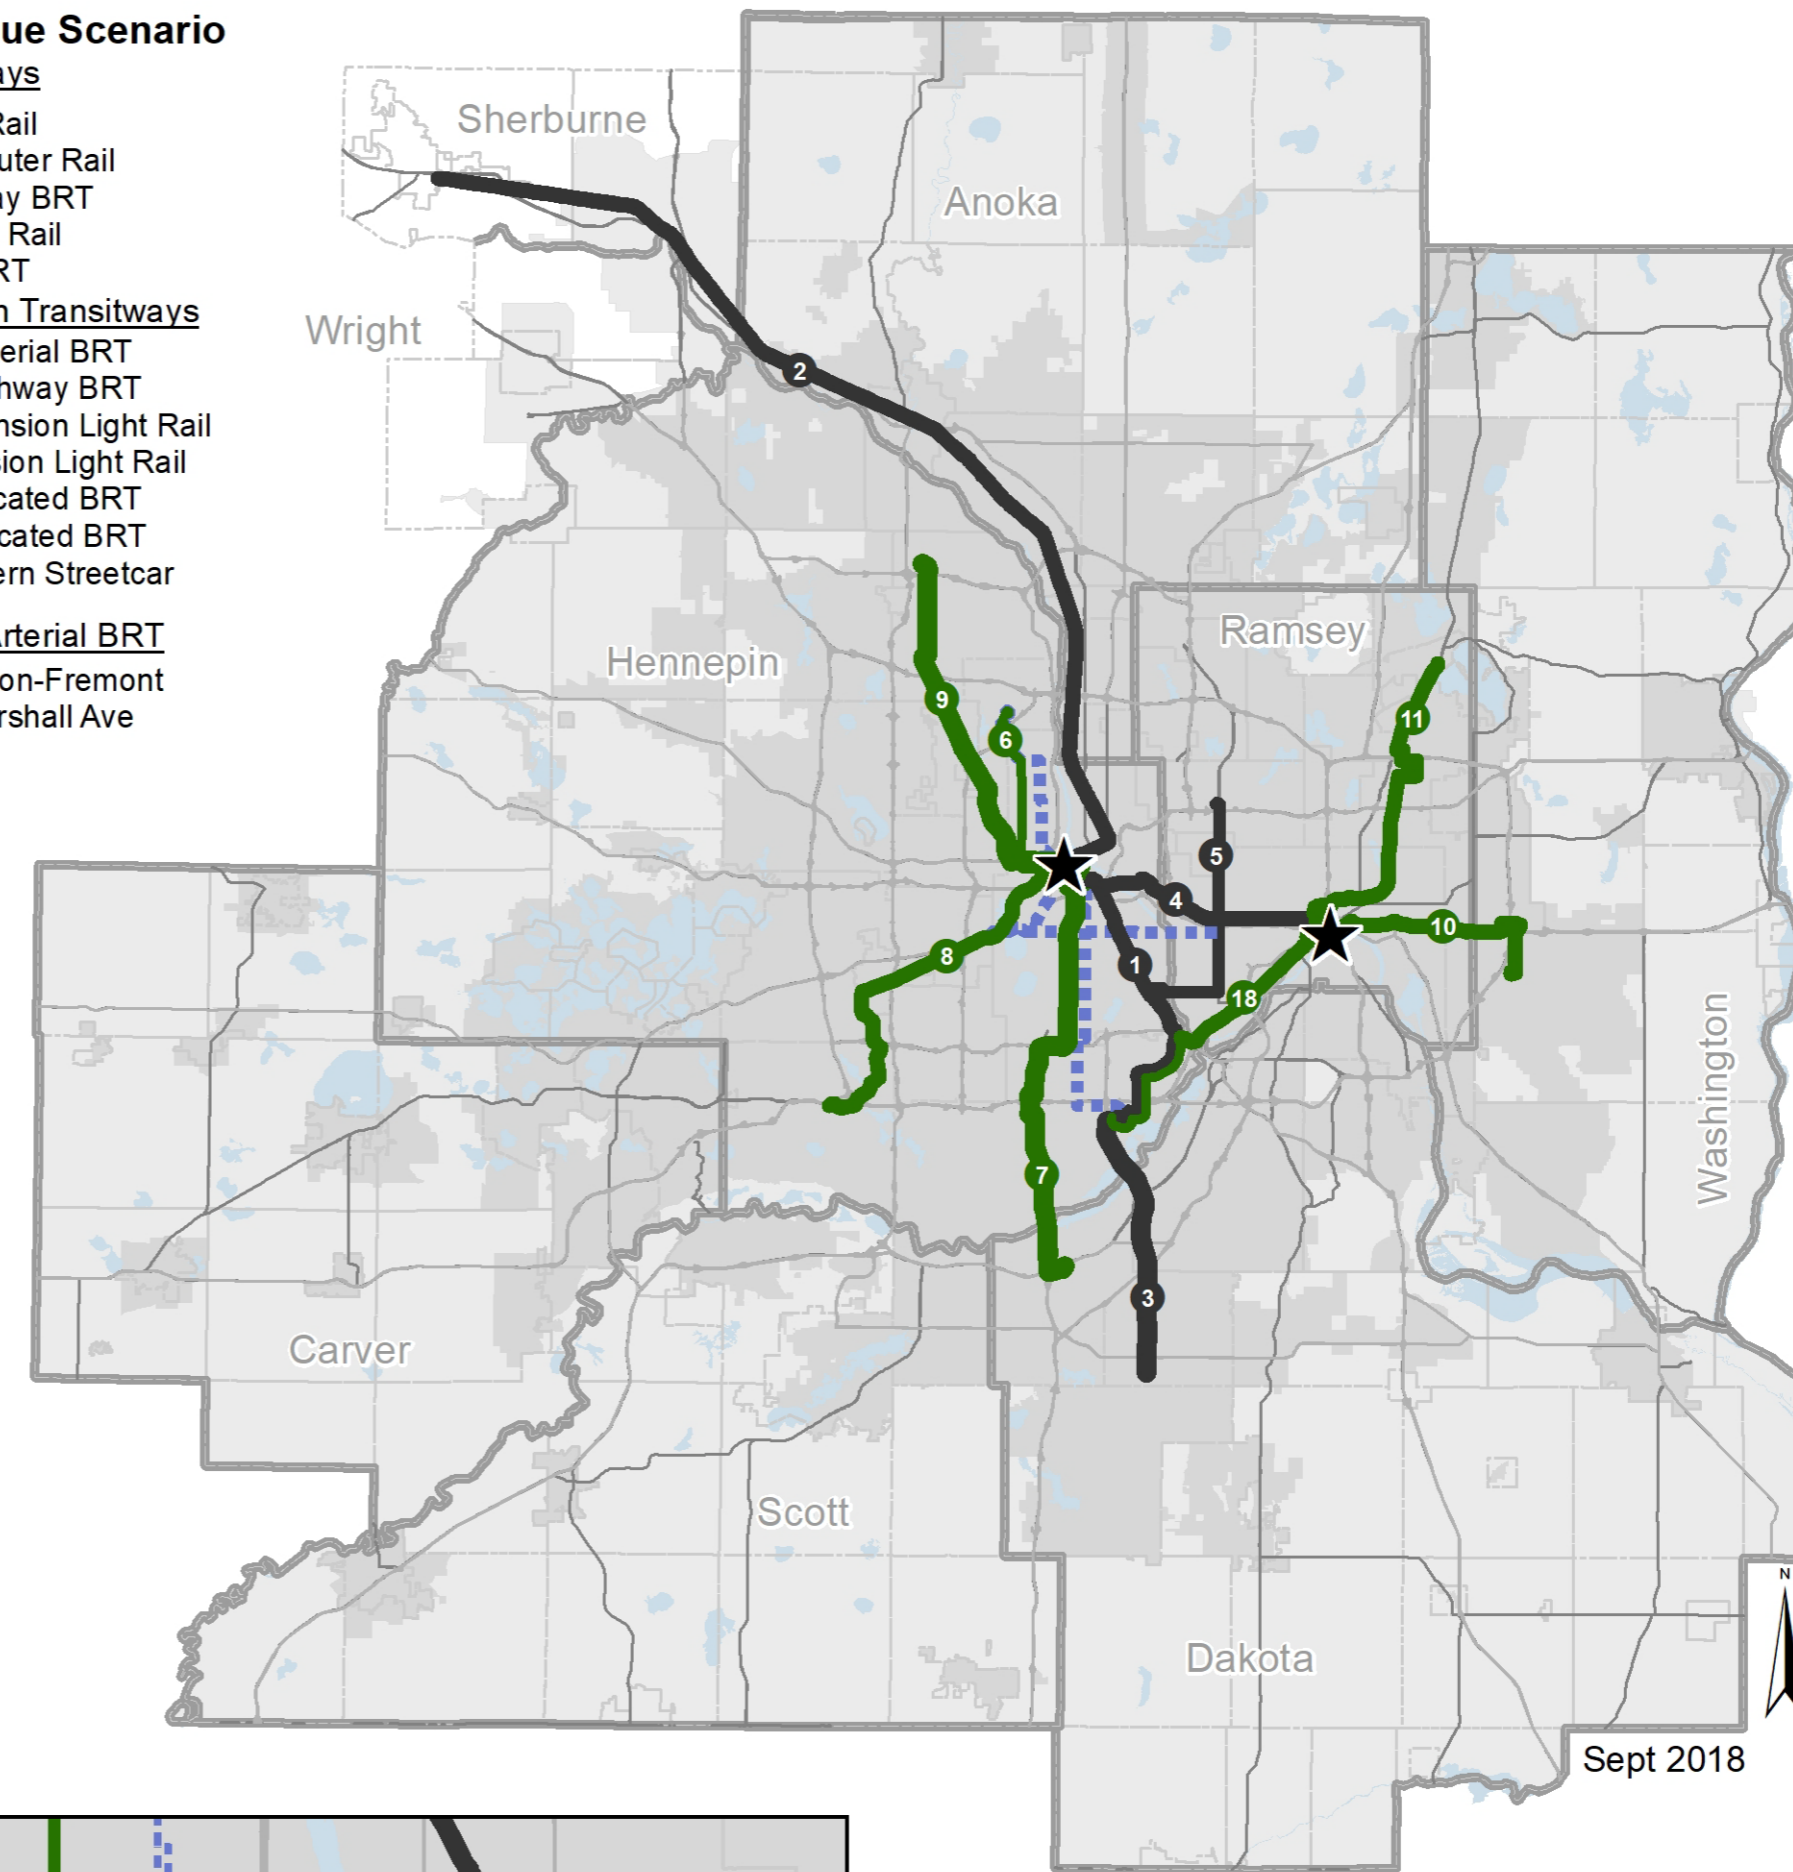 ue Scenario
ays
Rail
uter Rail
ay BRT
Rail
RT
n Transitways
erial BRT
hway BRT
nsion Light Rail
sion Light Rail
cated BRT
cated BRT
ern Streetcar
Arterial BRT
on-Fremont
rshall Ave
Sherburne
Anoka
Wright
2
Ramsey
Hennepin
9
11
6
5
4
10
8
1
18
Washington
7
3
Carver
Scott
N
Dakota
Sept 2018